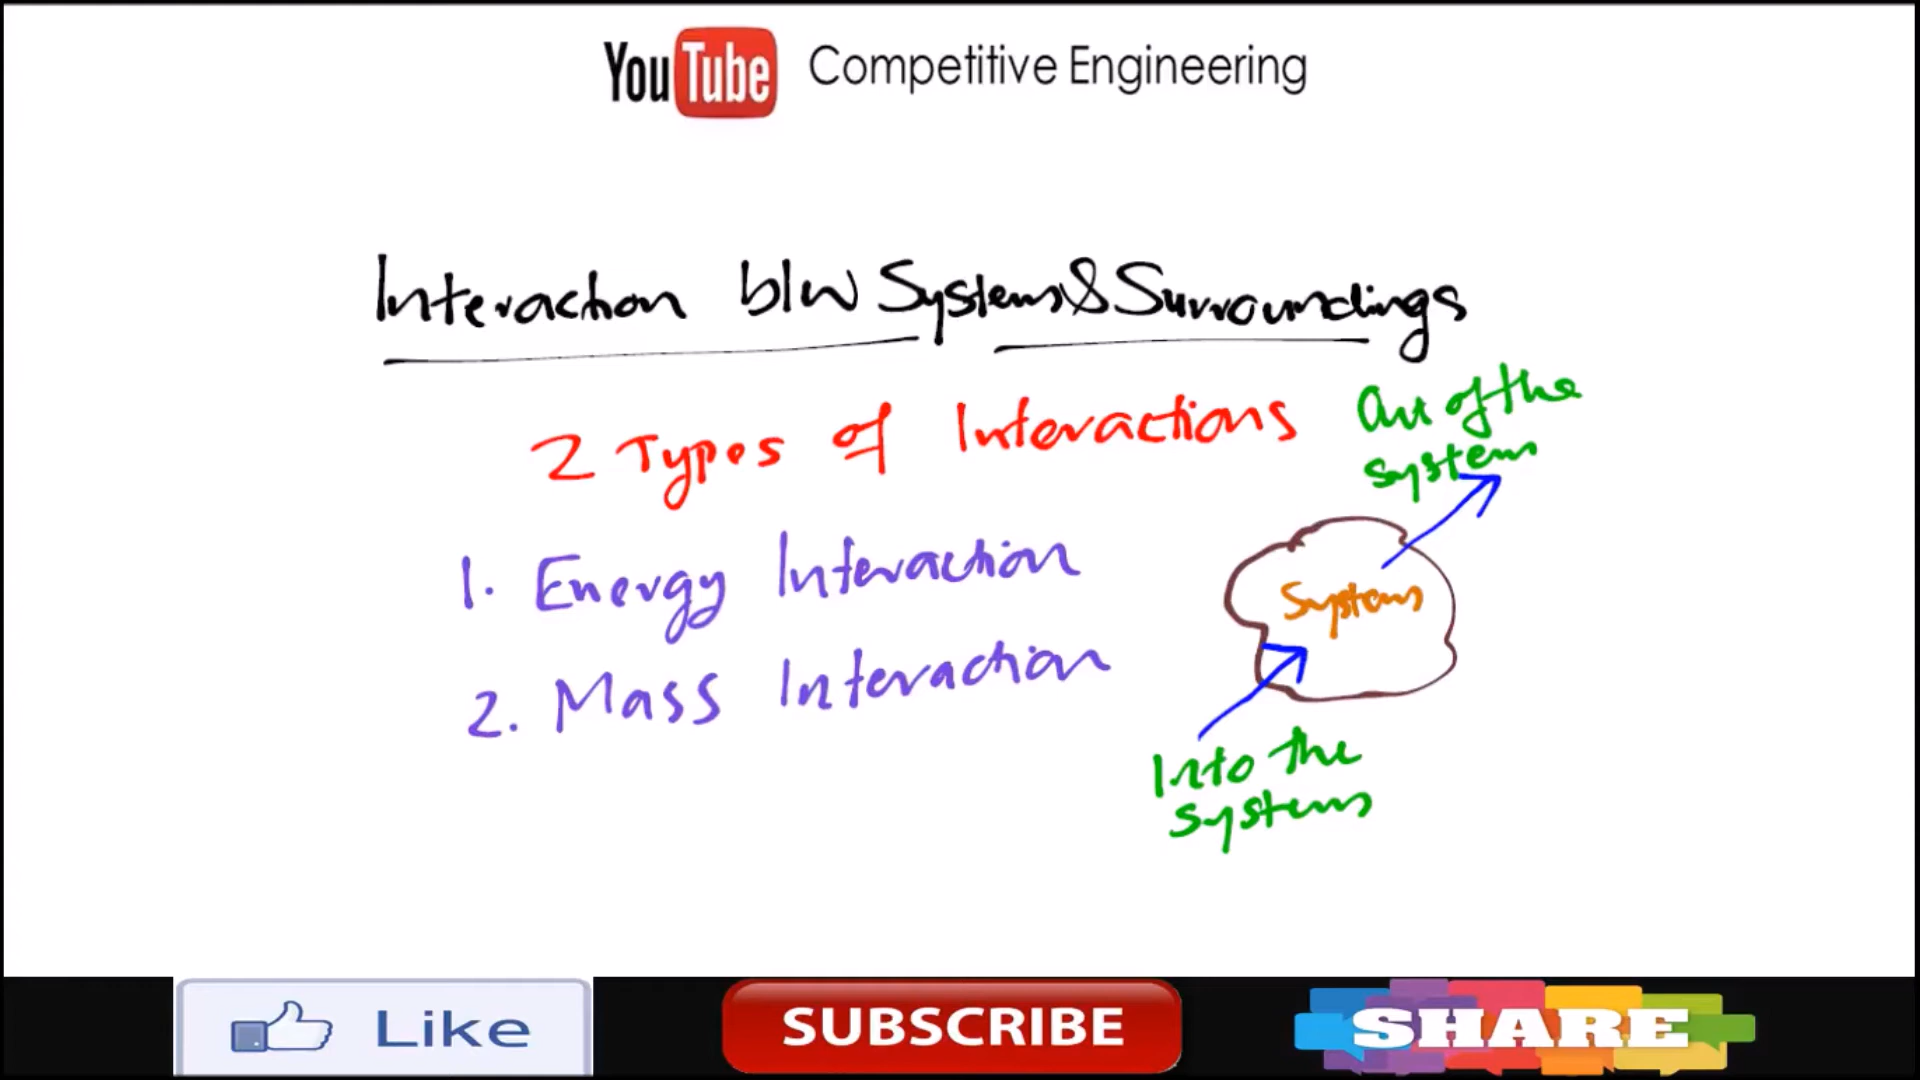 YouTube Competitive Engineering
Interaction b/w System & Surroundings
2 Types of Interactions
Out of the
system
1. Energy Interaction
System
2. Mass Interaction
Into the
system
Like
SUBSCRIBE
SHARE